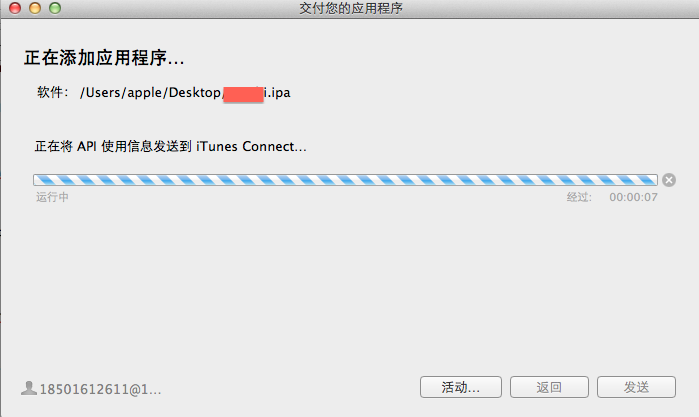 交付您的应用程序
正在添加应用程序...
软件: /Users/apple/Desktop/ i.ipa
正在将 API 使用信息发送到 iTunes Connect...
运行中 经过: 00:00:07
18501612611@1... 活动... 返回 发送